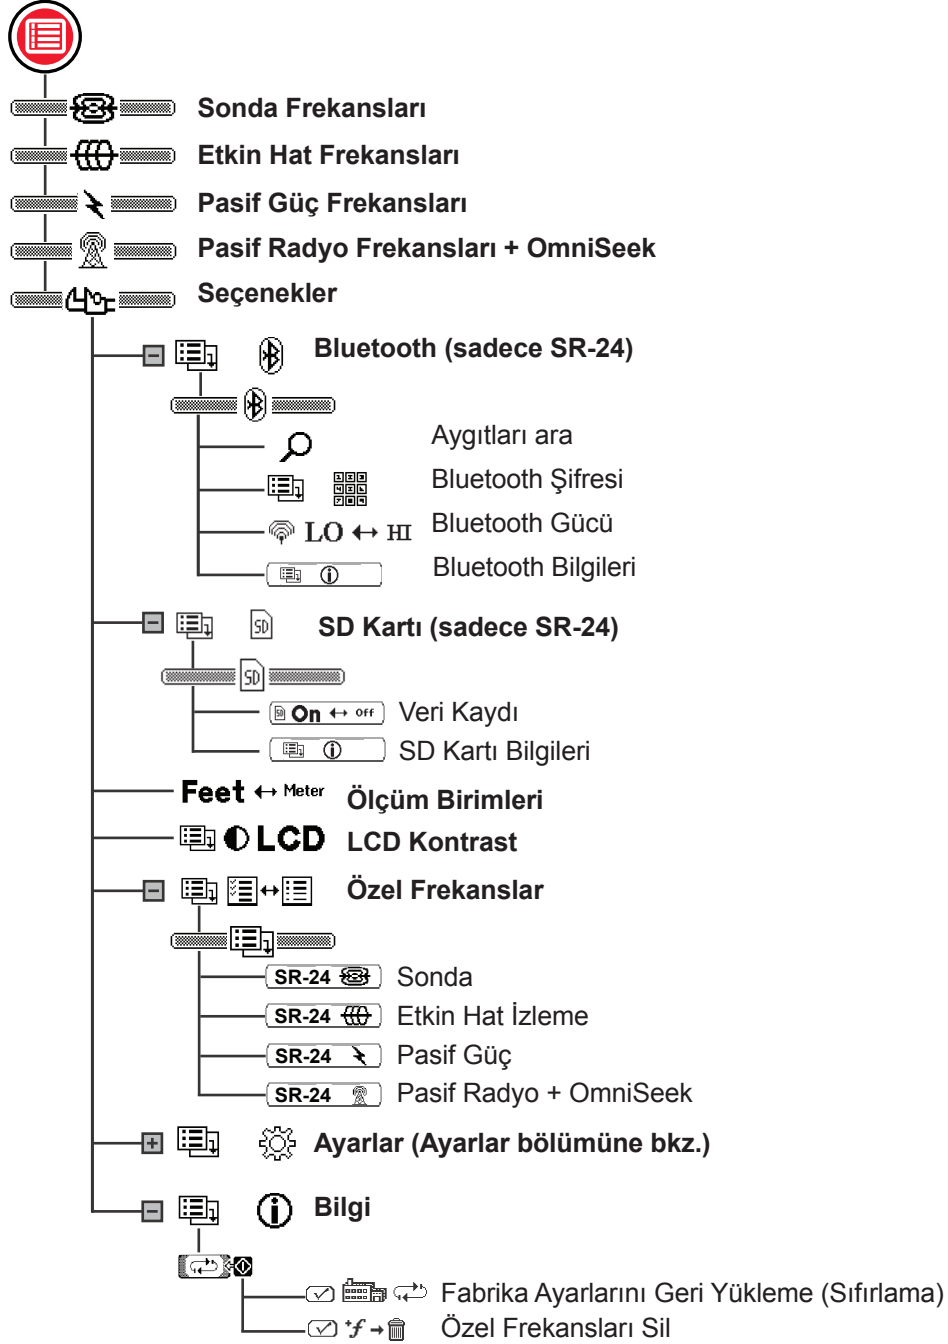 Sonda Frekansları
Etkin Hat Frekansları
Pasif Güç Frekansları
Pasif Radyo Frekansları + OmniSeek
Seçenekler
Bluetooth (sadece SR-24)
Aygıtları ara
Bluetooth Şifresi
LO ↔ HI Bluetooth Gücü
Bluetooth Bilgileri
SD SD Kartı (sadece SR-24)
SD
SD On ↔ Off Veri Kaydı
SD Kartı Bilgileri
Feet ↔ Meter Ölçüm Birimleri
LCD LCD Kontrast
Özel Frekanslar
SR-24 Sonda
SR-24 Etkin Hat İzleme
SR-24 Pasif Güç
SR-24 Pasif Radyo + OmniSeek
Ayarlar (Ayarlar bölümüne bkz.)
Bilgi
Fabrika Ayarlarını Geri Yükleme (Sıfırlama)
f → Özel Frekansları Sil